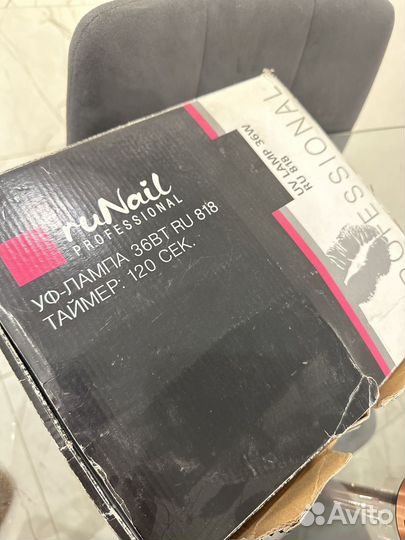 ruNail
PROFESSIONAL
УФ-ЛАМПА 36ВТ RU 818
ТАЙМЕР: 120 СЕК.
UV LAMP 36W
RU 818
PROFESSIONAL
Avito